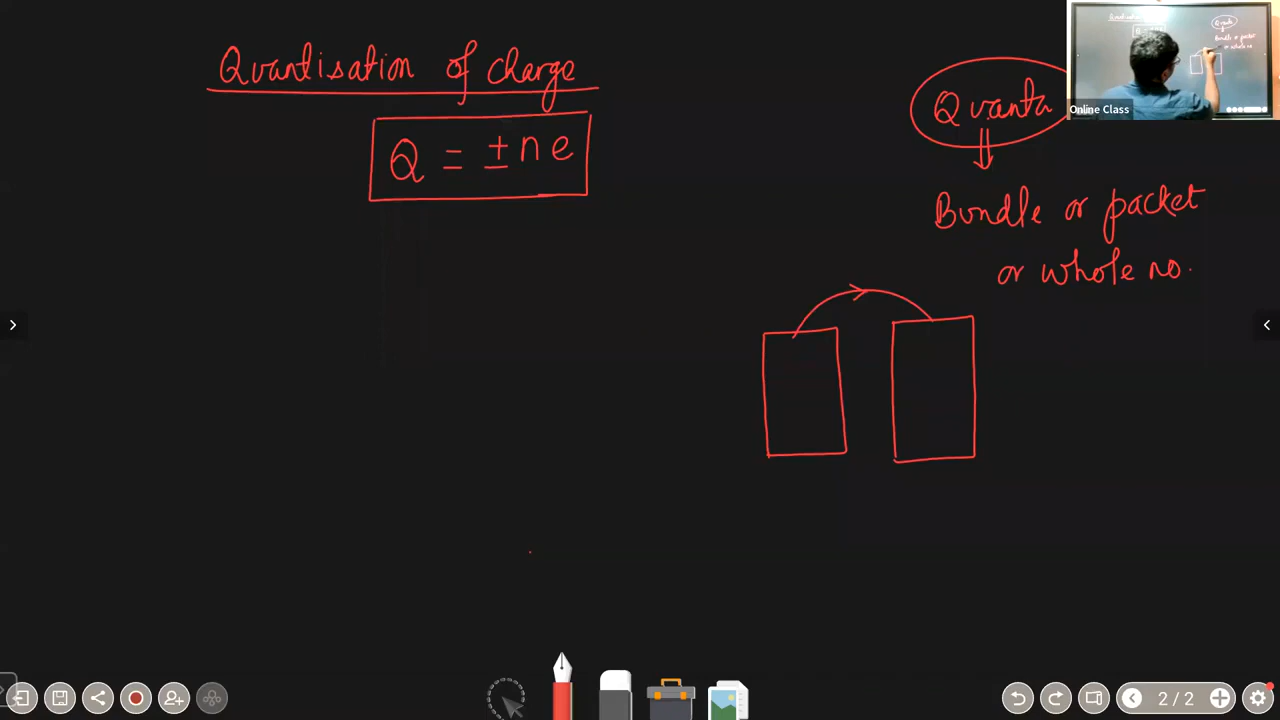 Quantisation of charge
Q = ±ne
Quanta
Bundle or packet
or whole no.
Online Class
2/2